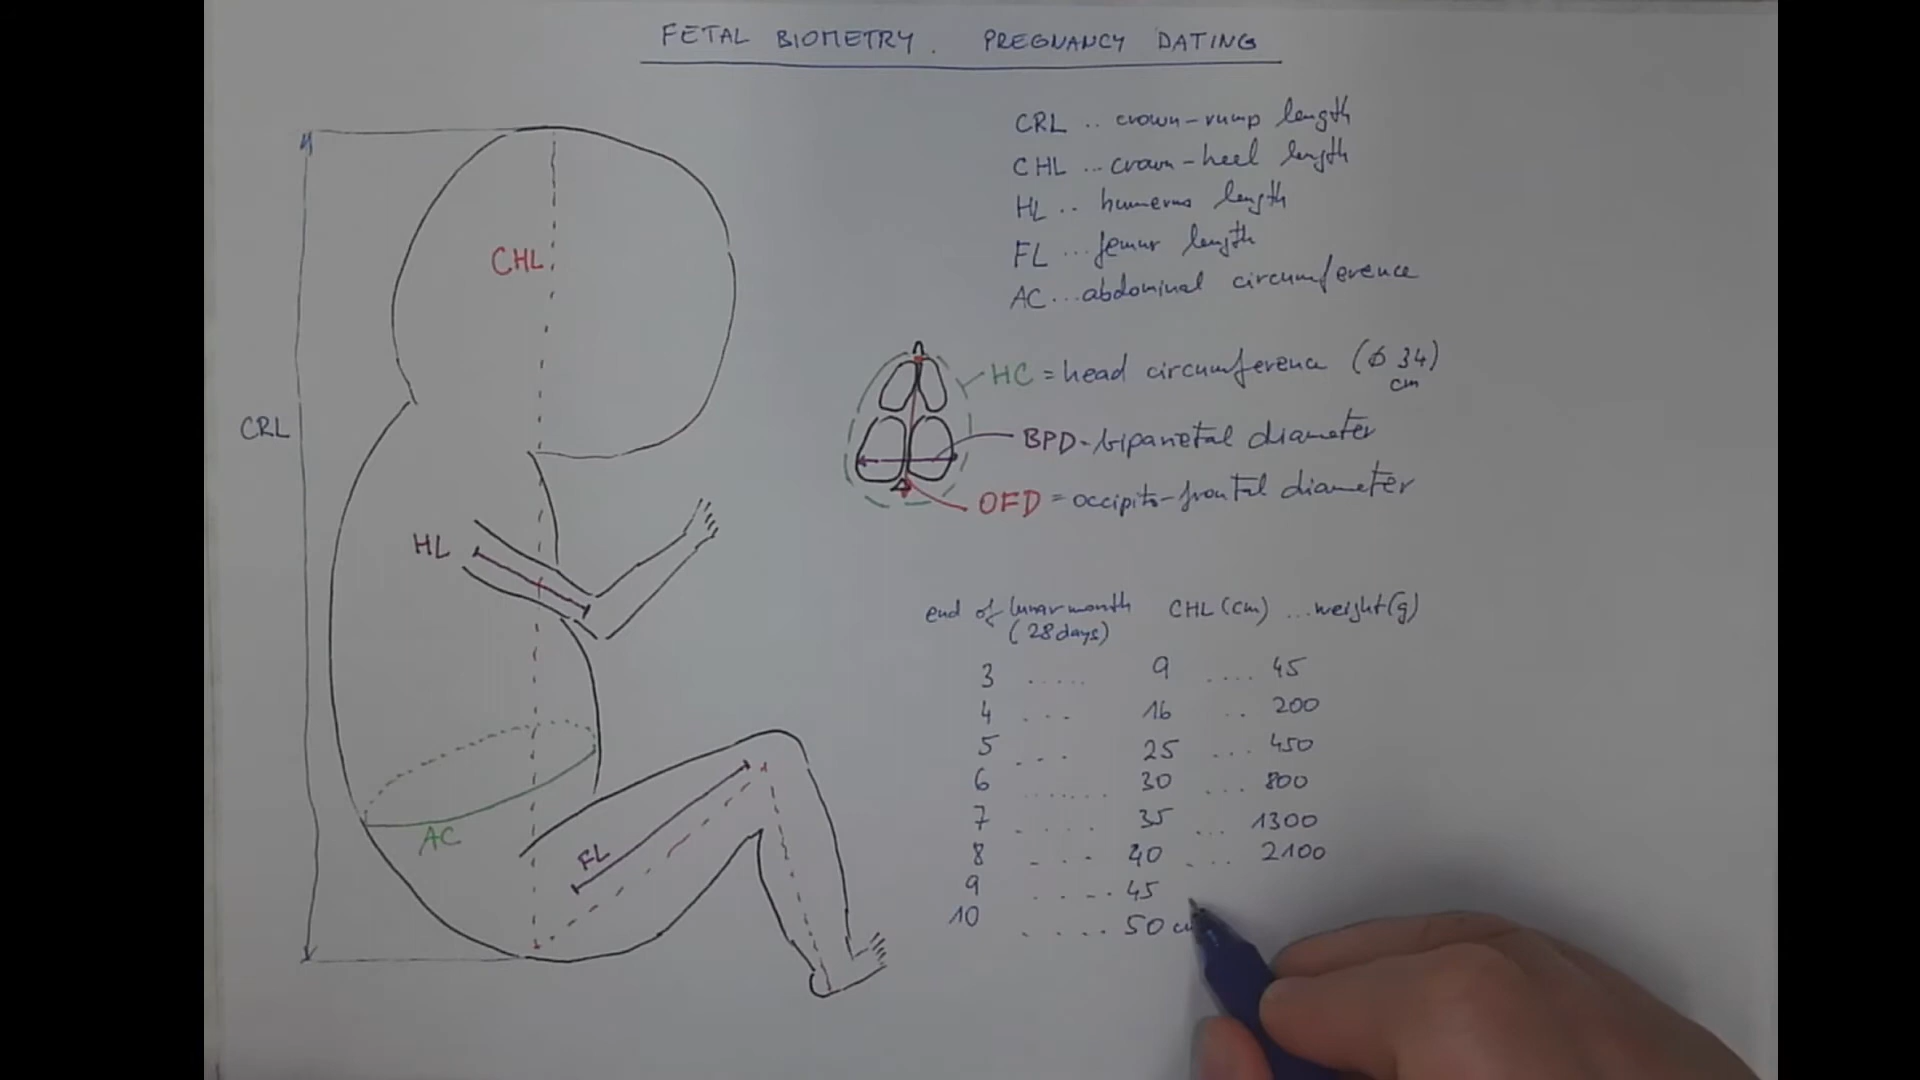 FETAL BIOMETRY. PREGNANCY DATING
CRL .. crown-rump length
CHL ... crown-heel length
HL .. humerus length
FL ... femur length
AC ... abdominal circumference
CHL
HC = head circumference (ϕ 34)
cm
CRL
BPD - biparietal diameter
OFD = occipito-frontal diameter
HL
end of lunar month CHL (cm) ... weight (g)
(28 days)
3 ..... 9 .... 45
4 ... 16 .. 200
5 ... 25 ... 450
6 ...... 30 ... 800
7 .... 35 ... 1300
AC
FL
8 ... 40 ... 2100
9 .... 45
10 .... 50